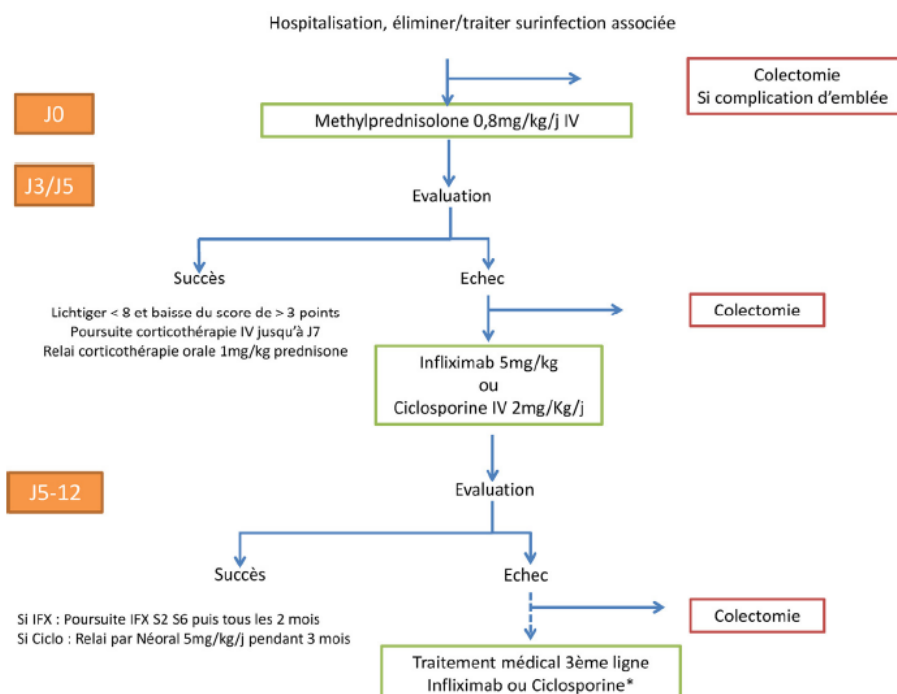 Hospitalisation, éliminer/traiter surinfection associée
Colectomie
Si complication d'emblée
J0
Methylprednisolone 0,8mg/kg/j IV
J3/J5
Evaluation
Succès
Echec
Lichtiger < 8 et baisse du score de > 3 points
Poursuite corticothérapie IV jusqu'à J7
Relai corticothérapie orale 1mg/kg prednisone
Colectomie
Infliximab 5mg/kg
ou
Ciclosporine IV 2mg/Kg/j
J5-12
Evaluation
Succès
Echec
Si IFX : Poursuite IFX S2 S6 puis tous les 2 mois
Si Ciclo : Relai par Néoral 5mg/kg/j pendant 3 mois
Colectomie
Traitement médical 3ème ligne
Infliximab ou Ciclosporine*